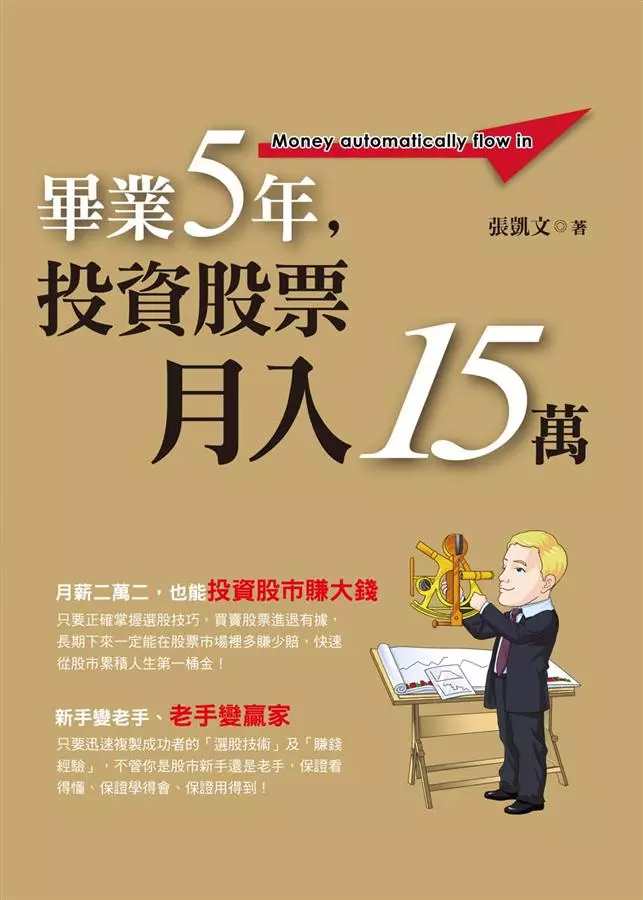 Money automatically flow in
畢業5年,
張凱文◎著
投資股票
月入15萬
月薪二萬二，也能投資股市賺大錢
只要正確掌握選股技巧，買賣股票進退有據，
長期下來一定能在股票市場裡多賺少賠，快速
從股市累積人生第一桶金！
新手變老手、老手變贏家
只要迅速複製成功者的「選股技術」及「賺錢
經驗」，不管你是股市新手還是老手，保證看
得懂、保證學得會、保證用得到！